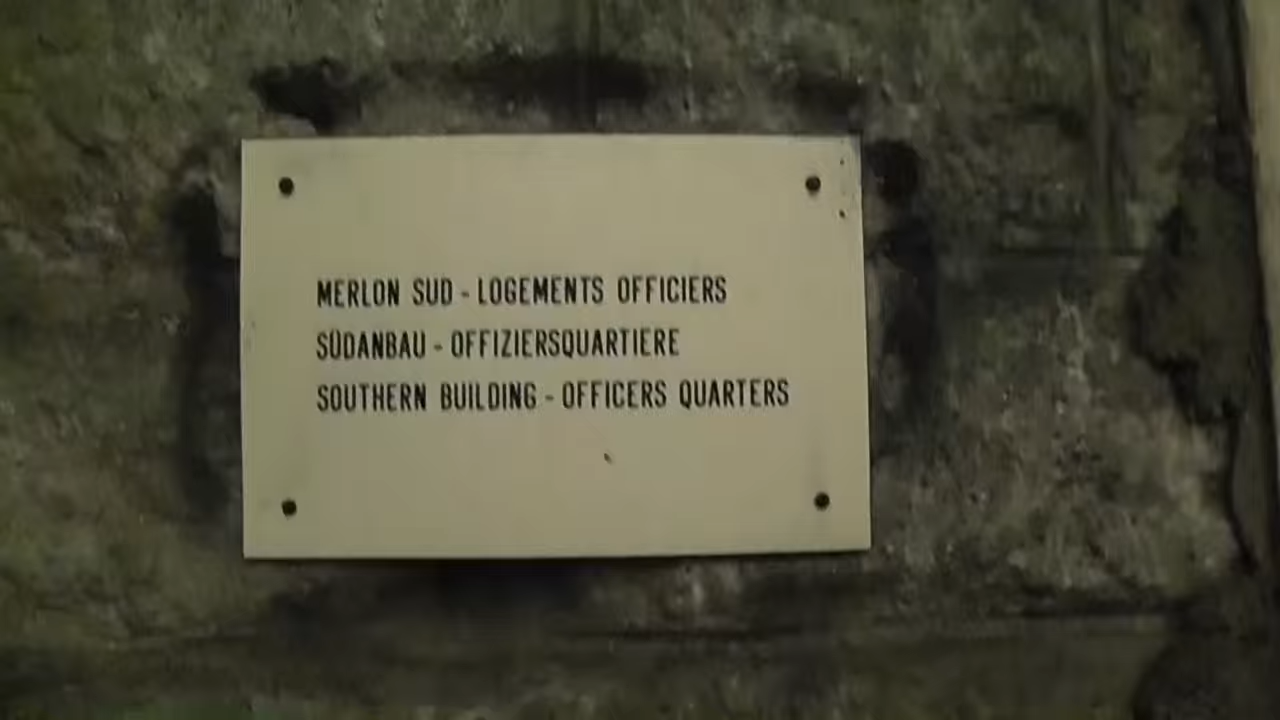 MERLON SUD - LOGEMENTS OFFICIERS
SÜDANBAU - OFFIZIERSQUARTIERE
SOUTHERN BUILDING - OFFICERS QUARTERS